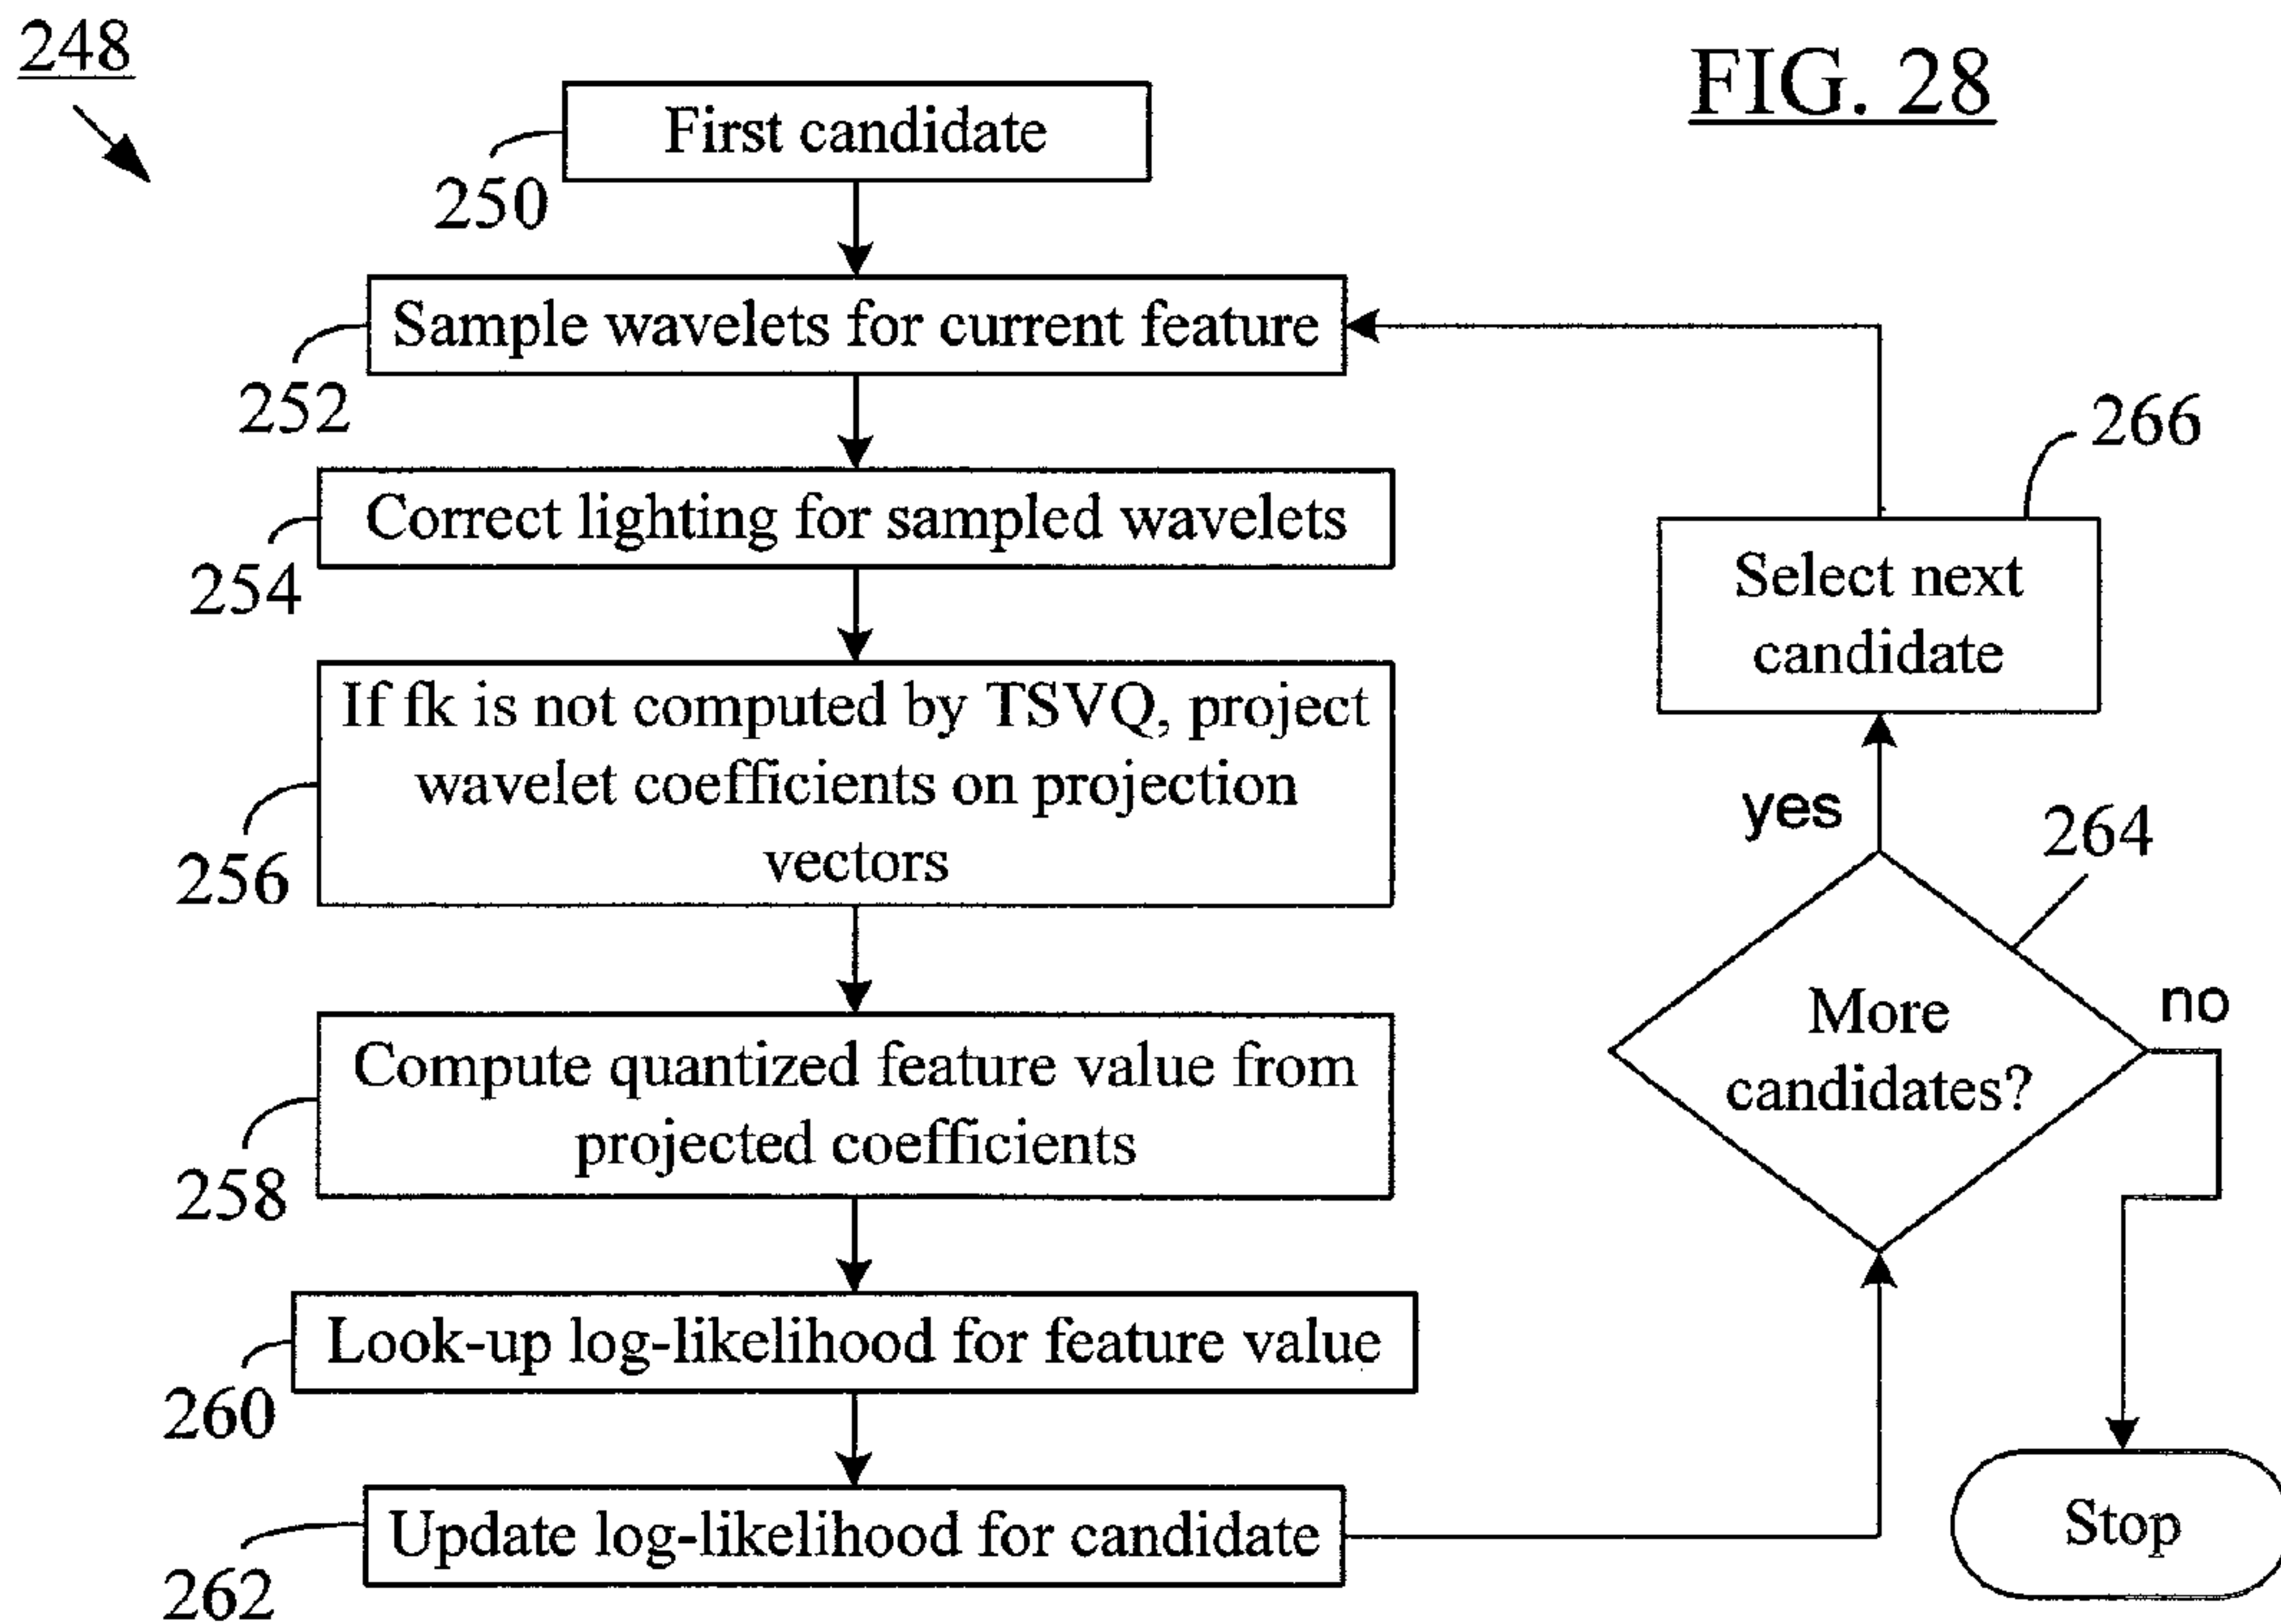 248
FIG. 28
First candidate
250
Sample wavelets for current feature
252
Correct lighting for sampled wavelets
254
If fk is not computed by TSVQ, project
wavelet coefficients on projection
vectors
256
Compute quantized feature value from
projected coefficients
258
Look-up log-likelihood for feature value
260
Update log-likelihood for candidate
262
266
Select next
candidate
yes
264
More
candidates?
no
Stop